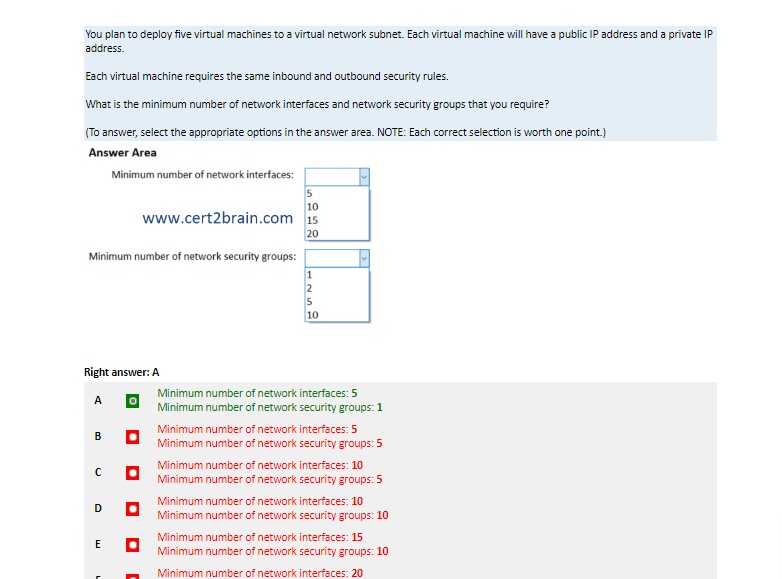 You plan to deploy five virtual machines to a virtual network subnet. Each virtual machine will have a public IP address and a private IP
address.
Each virtual machine requires the same inbound and outbound security rules.
What is the minimum number of network interfaces and network security groups that you require?
(To answer, select the appropriate options in the answer area. NOTE: Each correct selection is worth one point.)
Answer Area
Minimum number of network interfaces:
5
10
www.cert2brain.com 15
20
Minimum number of network security groups:
1
2
5
10
Right answer: A
A Minimum number of network interfaces: 5
Minimum number of network security groups: 1
B Minimum number of network interfaces: 5
Minimum number of network security groups: 5
C Minimum number of network interfaces: 10
Minimum number of network security groups: 5
D Minimum number of network interfaces: 10
Minimum number of network security groups: 10
E Minimum number of network interfaces: 15
Minimum number of network security groups: 10
Minimum number of network interfaces: 20